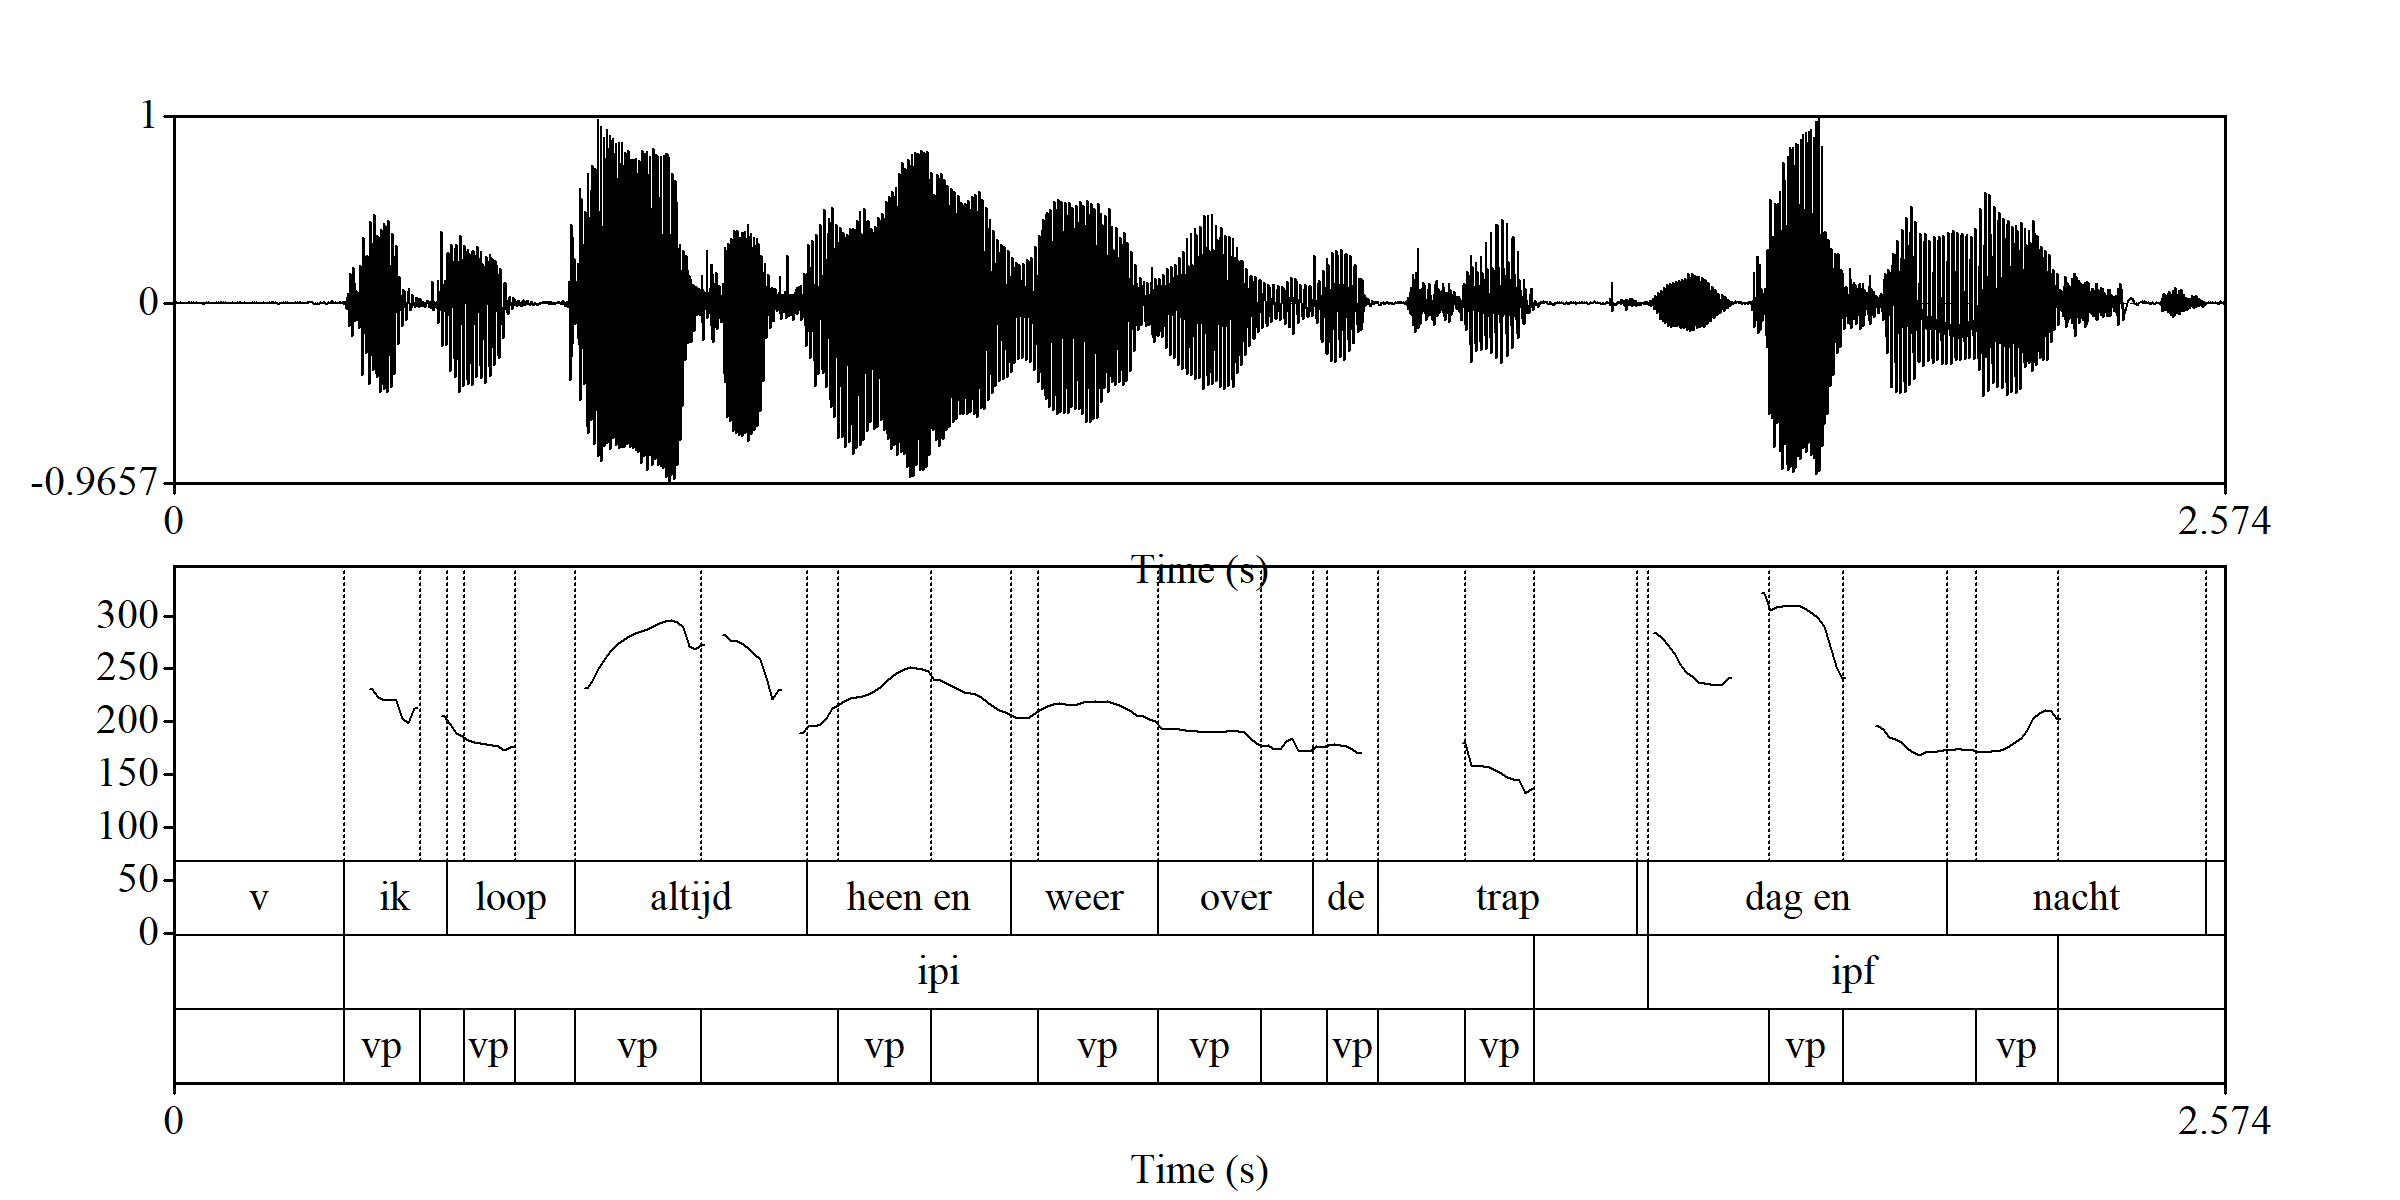 1
0
-0.9657
0 2.574
Time (s)
300
250
200
150
100
50
0
v ik loop altijd heen en weer over de trap dag en nacht
ipi ipf
vp vp vp vp vp vp vp vp vp vp
0 2.574
Time (s)